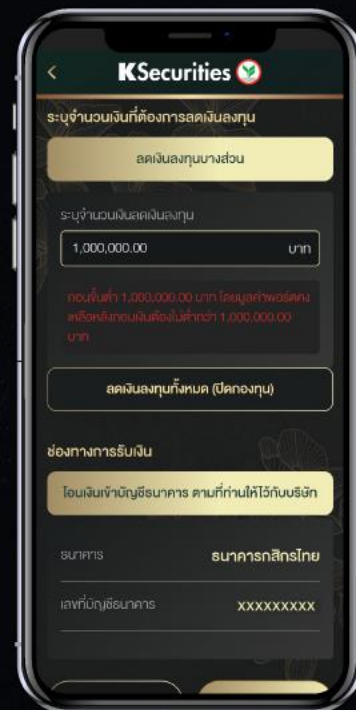 KSecurities
ระบุจำนวนเงินที่ต้องการลดเงินลงทุน
ลดเงินลงทุนบางส่วน
ระบุจำนวนเงินลดเงินลงทุน
1,000,000.00 บาท
ถอนขั้นต่ำ 1,000,000.00 บาท โดยมูลค่าพอร์ตคง
เหลือหลังถอนเงินต้องไม่ต่ำกว่า 1,000,000.00
บาท
ลดเงินลงทุนทั้งหมด (ปิดกองทุน)
ช่องทางการรับเงิน
โอนเงินเข้าบัญชีธนาคาร ตามที่ท่านให้ไว้กับบริษัท
ธนาคาร ธนาคารกสิกรไทย
เลขที่บัญชีธนาคาร xxxxxxxxx